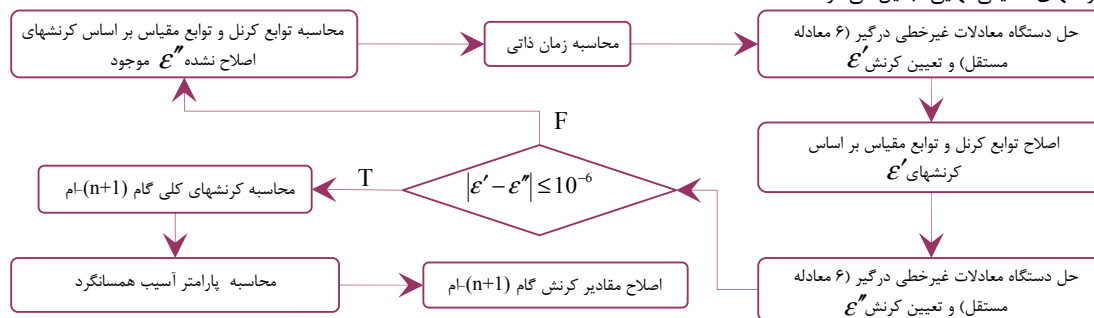 محاسبه توابع کرنل و توابع مقیاس بر اساس کرنشهای
اصلاح نشده ε″ موجود
محاسبه زمان ذاتی
حل دستگاه معادلات غیرخطی درگیر (۶ معادله
مستقل) و تعیین کرنش ε′
اصلاح توابع کرنل و توابع مقیاس بر اساس
کرنشهای ε′
حل دستگاه معادلات غیرخطی درگیر (۶ معادله
مستقل) و تعیین کرنش ε″
F
|ε′ − ε″| ≤ 10⁻⁶
T
محاسبه کرنشهای کلی گام (n+1)-ام
محاسبه پارامتر آسیب همسانگرد
اصلاح مقادیر کرنش گام (n+1)-ام